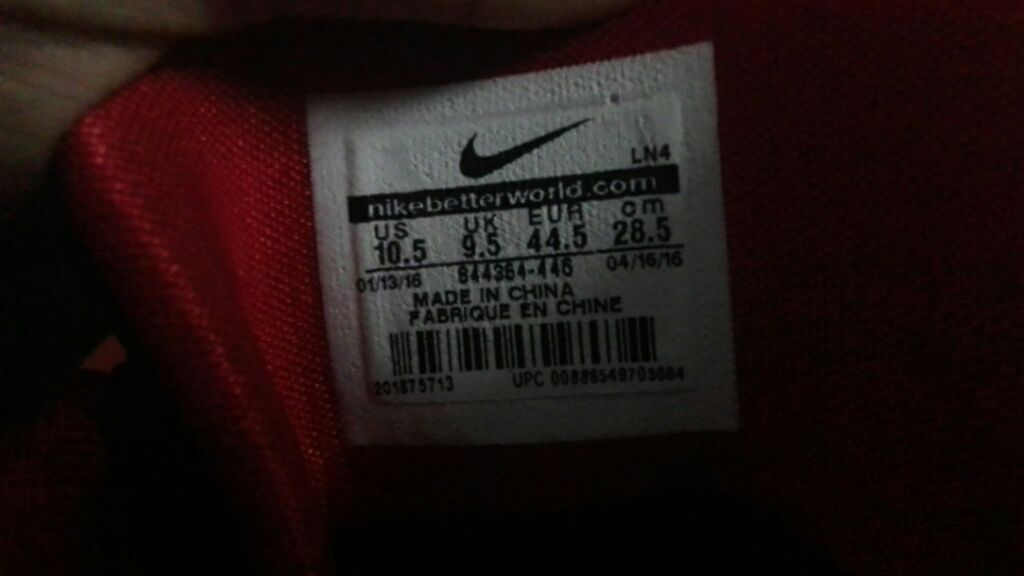 LN4
nikebetterworld.com
US UK EUR cm
10.5 9.5 44.5 28.5
01/13/16 844364-446 04/16/16
MADE IN CHINA
FABRIQUE EN CHINE
201875713 UPC